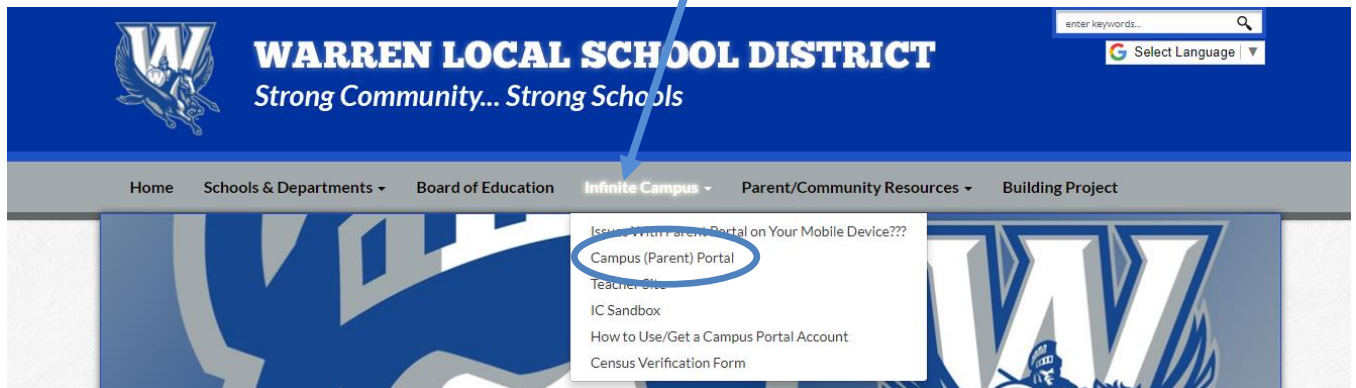 enter keywords...
WARREN LOCAL SCHOOL DISTRICT
G Select Language ▼
Strong Community... Strong Schools
Home Schools & Departments Board of Education Infinite Campus Parent/Community Resources Building Project
Issues With Parent Portal on Your Mobile Device???
Campus (Parent) Portal
Teacher Site
IC Sandbox
How to Use/Get a Campus Portal Account
Census Verification Form
W
W